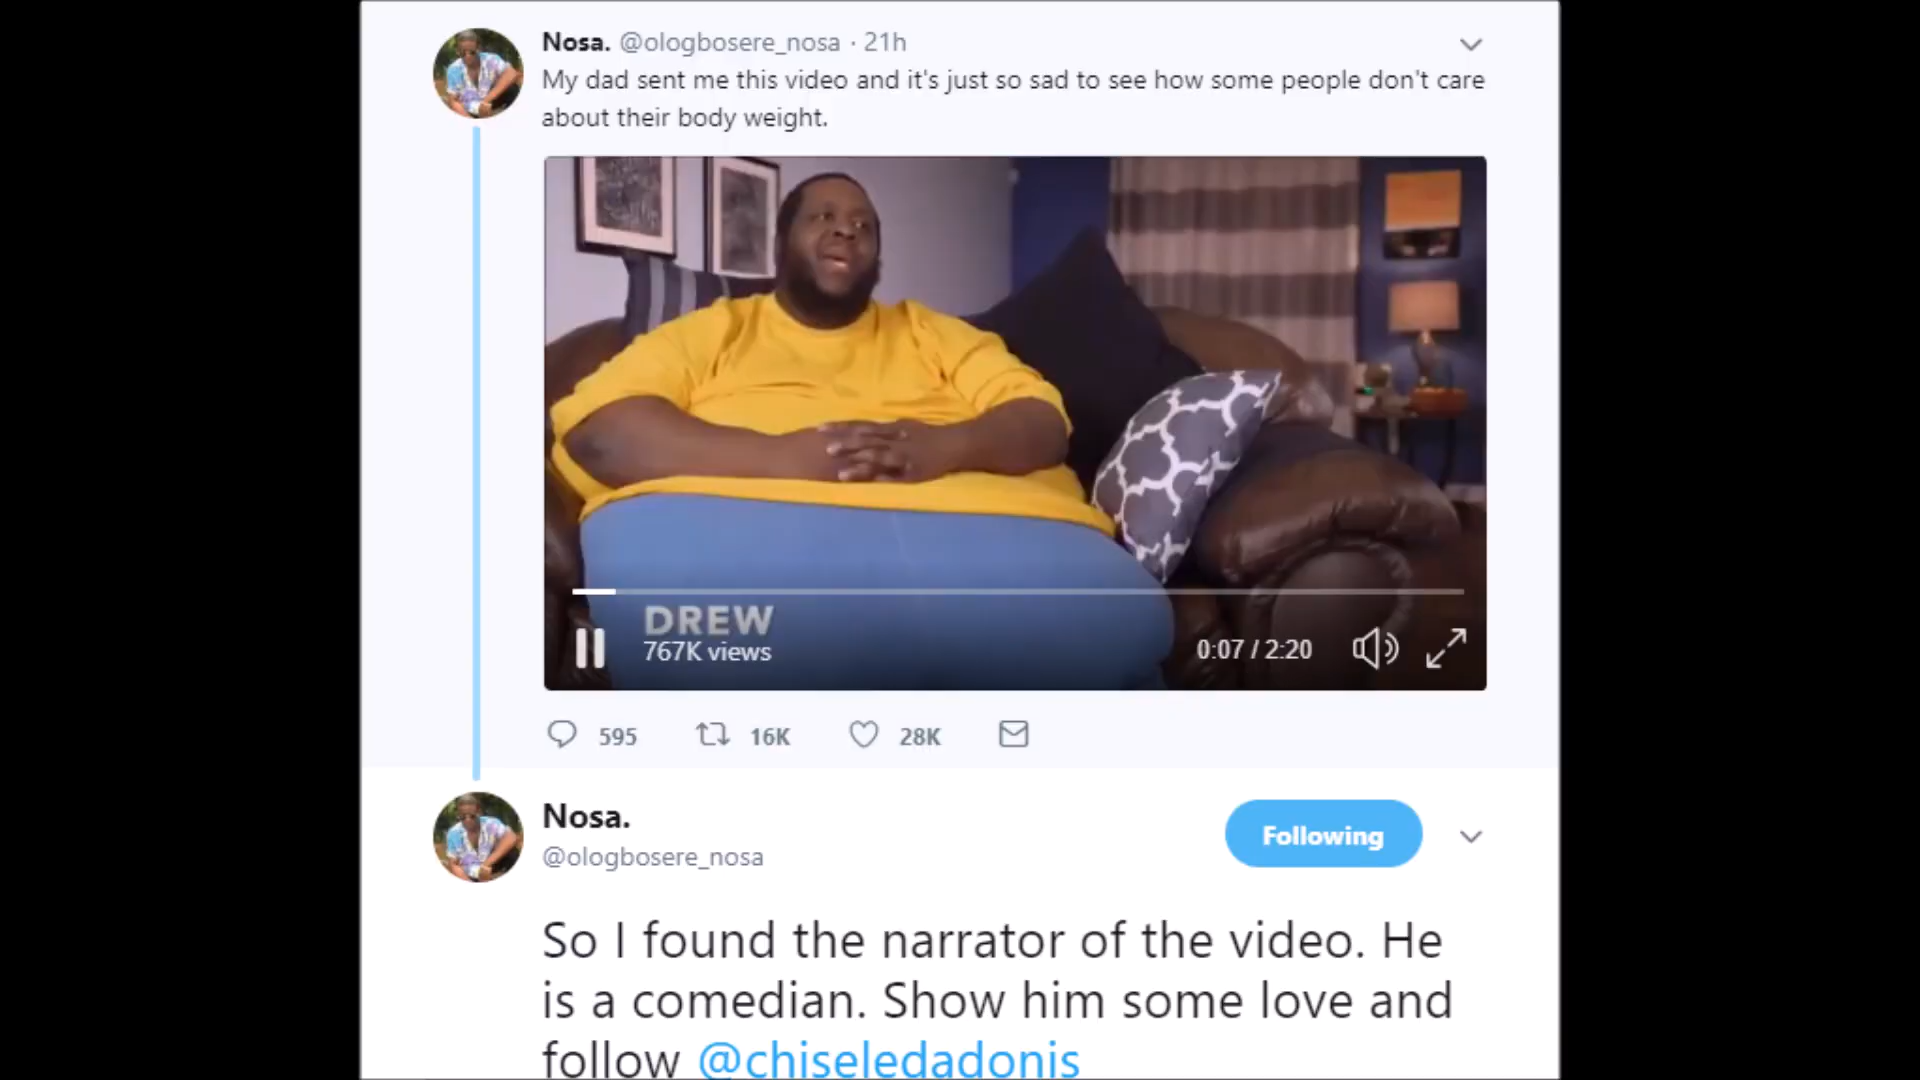 Nosa. @ologbosere_nosa · 21h
My dad sent me this video and it's just so sad to see how some people don't care
about their body weight.
DREW
767K views
0:07 / 2:20
595
16K
28K
Nosa.
Following
@ologbosere_nosa
So I found the narrator of the video. He
is a comedian. Show him some love and
follow @chiseledadonis